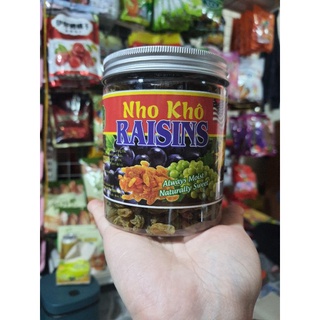 Nho Khô
RAISINS
Always Moist
Naturally Sweet